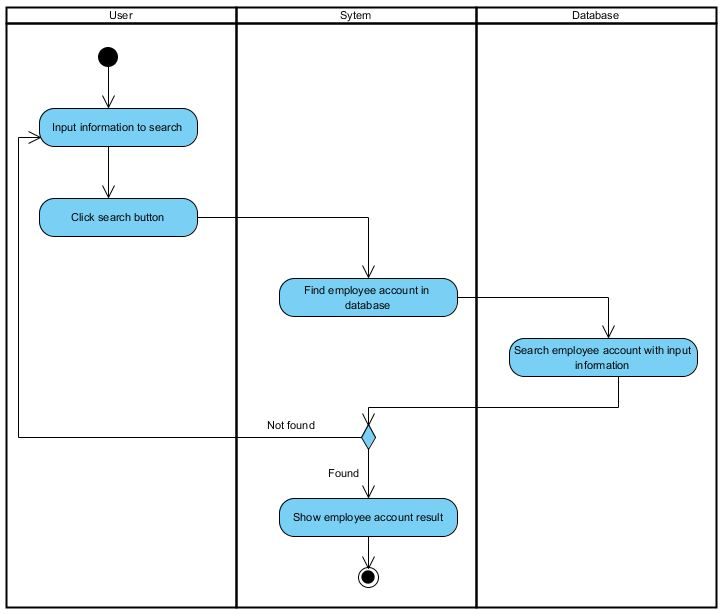 User
Sytem
Database
Input information to search
Click search button
Find employee account in
database
Search employee account with input
information
Not found
Found
Show employee account result